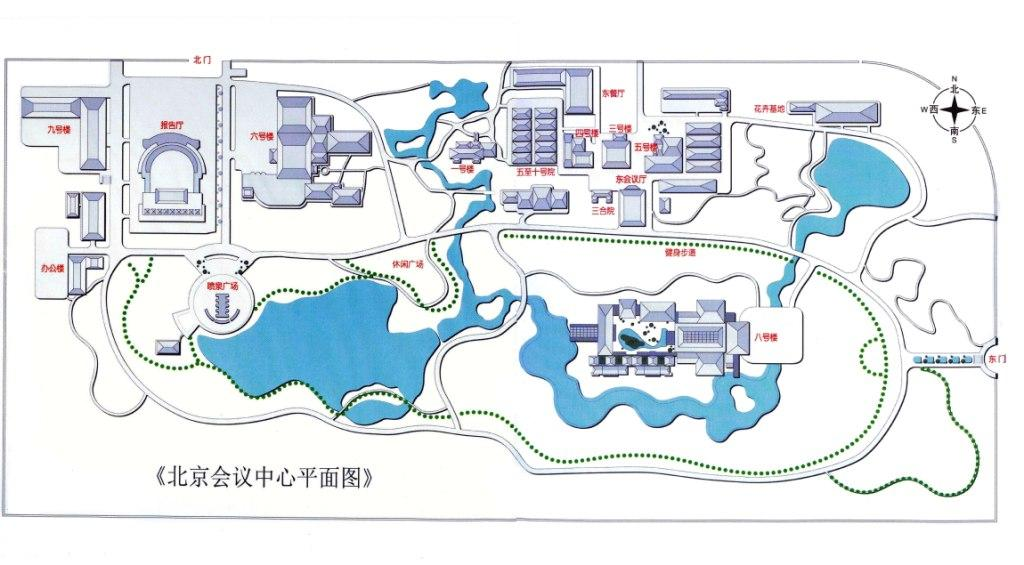 北门
N
北
W西
东E
南
S
九号楼
报告厅
六号楼
东餐厅
花卉基地
四号楼
三号楼
五号楼
一号楼
五至十号院
东会议厅
三合院
办公楼
喷泉广场
休闲广场
健身步道
八号楼
东门
《北京会议中心平面图》